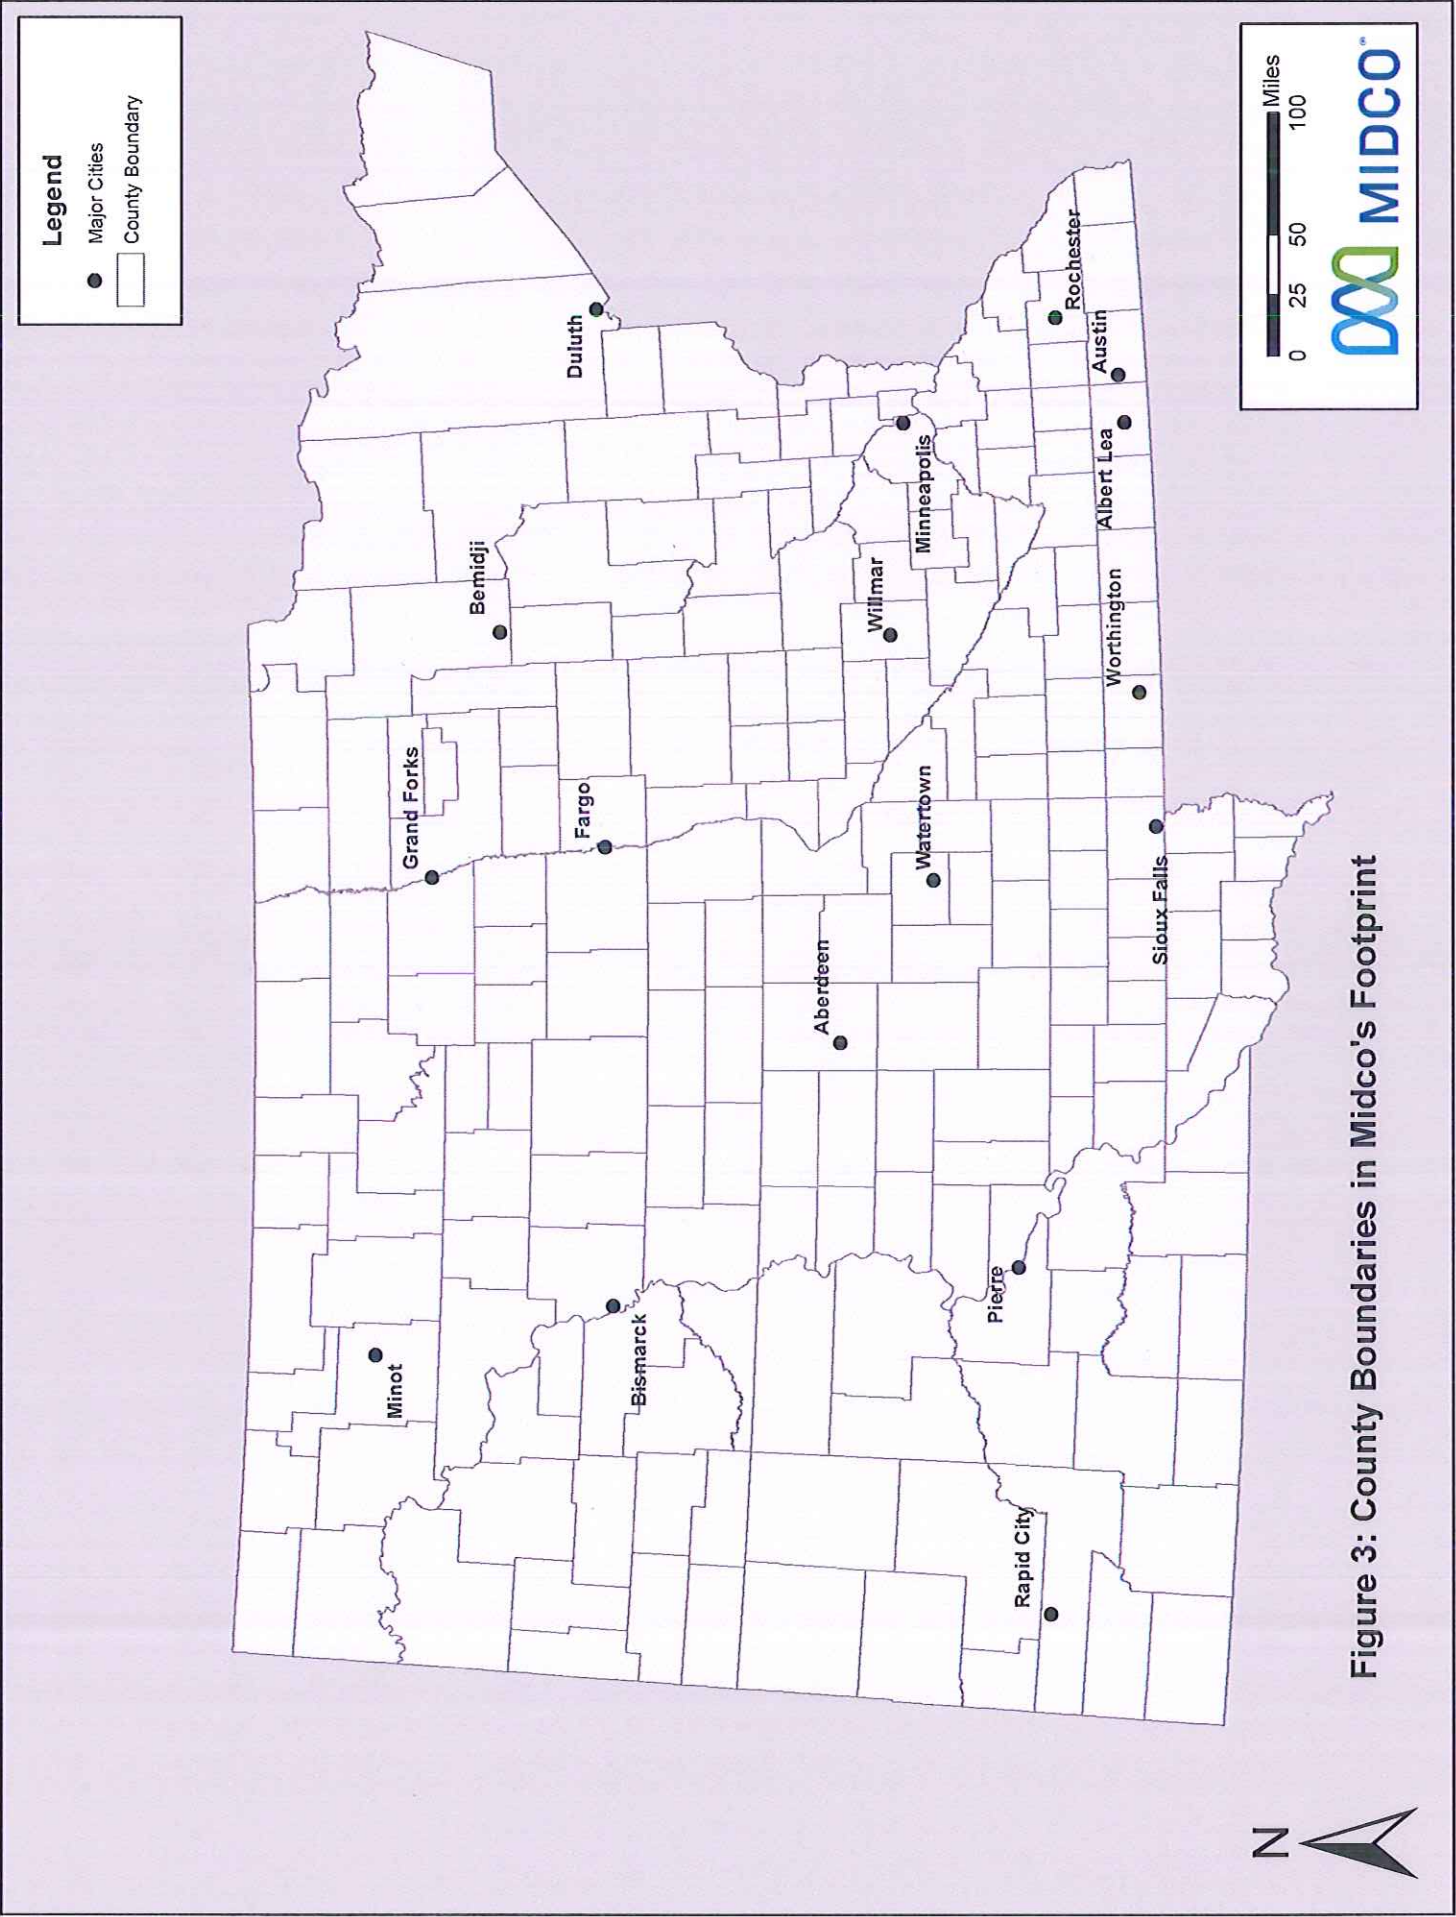 Legend
Major Cities
County Boundary
Duluth
Bemidji
Grand Forks
Fargo
Minot
Bismarck
Minneapolis
Willmar
Rochester
Austin
Albert Lea
Worthington
Watertown
Aberdeen
Sioux Falls
Pierre
Rapid City
0 25 50 100 Miles
MIDCO®
N
Figure 3: County Boundaries in Midco's Footprint